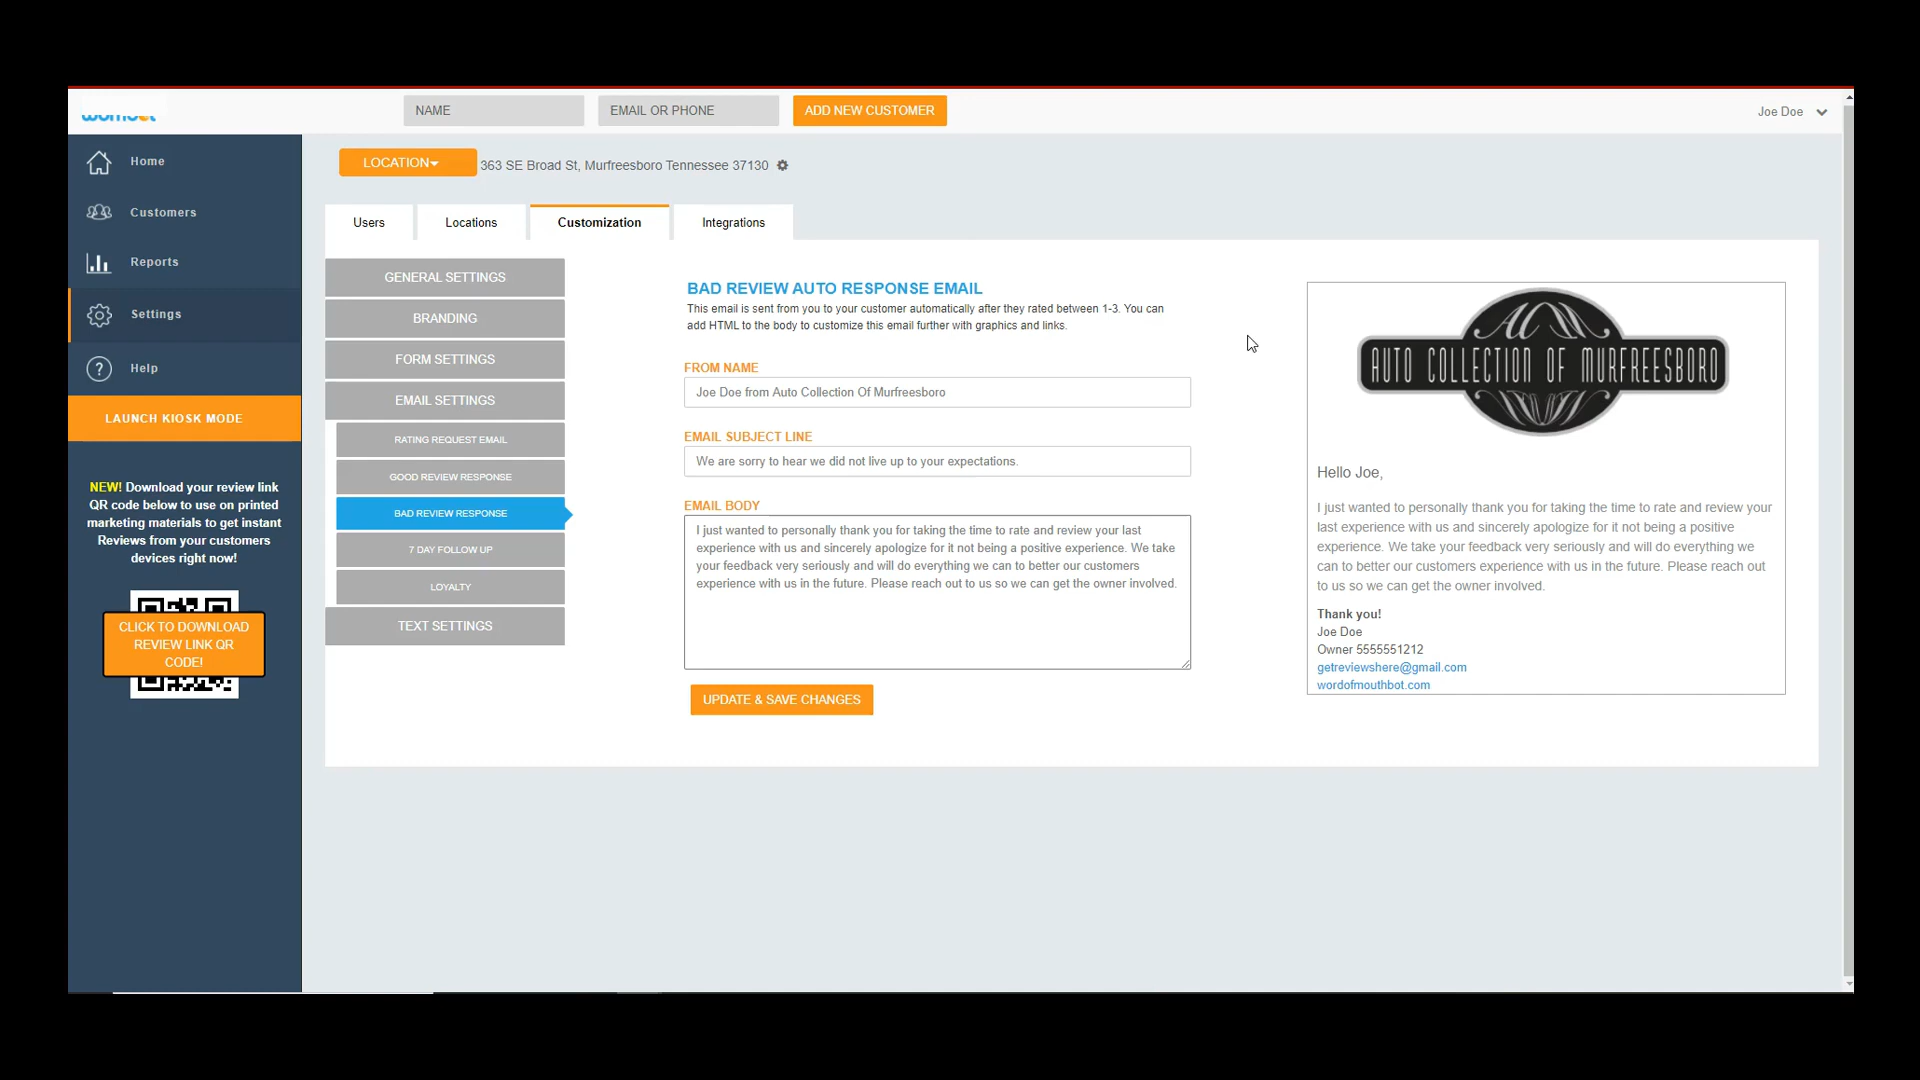 NAME
EMAIL OR PHONE
ADD NEW CUSTOMER
Joe Doe
Home
Customers
Reports
Settings
Help
LAUNCH KIOSK MODE
NEW! Download your review link
QR code below to use on printed
marketing materials to get instant
Reviews from your customers
devices right now!
CLICK TO DOWNLOAD
REVIEW LINK QR
CODE!
LOCATION
363 SE Broad St, Murfreesboro Tennessee 37130
Users
Locations
Customization
Integrations
GENERAL SETTINGS
BRANDING
FORM SETTINGS
EMAIL SETTINGS
RATING REQUEST EMAIL
GOOD REVIEW RESPONSE
BAD REVIEW RESPONSE
7 DAY FOLLOW UP
LOYALTY
TEXT SETTINGS
BAD REVIEW AUTO RESPONSE EMAIL
This email is sent from you to your customer automatically after they rated between 1-3. You can
add HTML to the body to customize this email further with graphics and links.
FROM NAME
Joe Doe from Auto Collection Of Murfreesboro
EMAIL SUBJECT LINE
We are sorry to hear we did not live up to your expectations.
EMAIL BODY
I just wanted to personally thank you for taking the time to rate and review your last
experience with us and sincerely apologize for it not being a positive experience. We take
your feedback very seriously and will do everything we can to better our customers
experience with us in the future. Please reach out to us so we can get the owner involved.
UPDATE & SAVE CHANGES
AUTO COLLECTION OF MURFREESBORO
Hello Joe,
I just wanted to personally thank you for taking the time to rate and review your
last experience with us and sincerely apologize for it not being a positive
experience. We take your feedback very seriously and will do everything we
can to better our customers experience with us in the future. Please reach out
to us so we can get the owner involved.
Thank you!
Joe Doe
Owner 5555551212
getreviewshere@gmail.com
wordofmouthbot.com